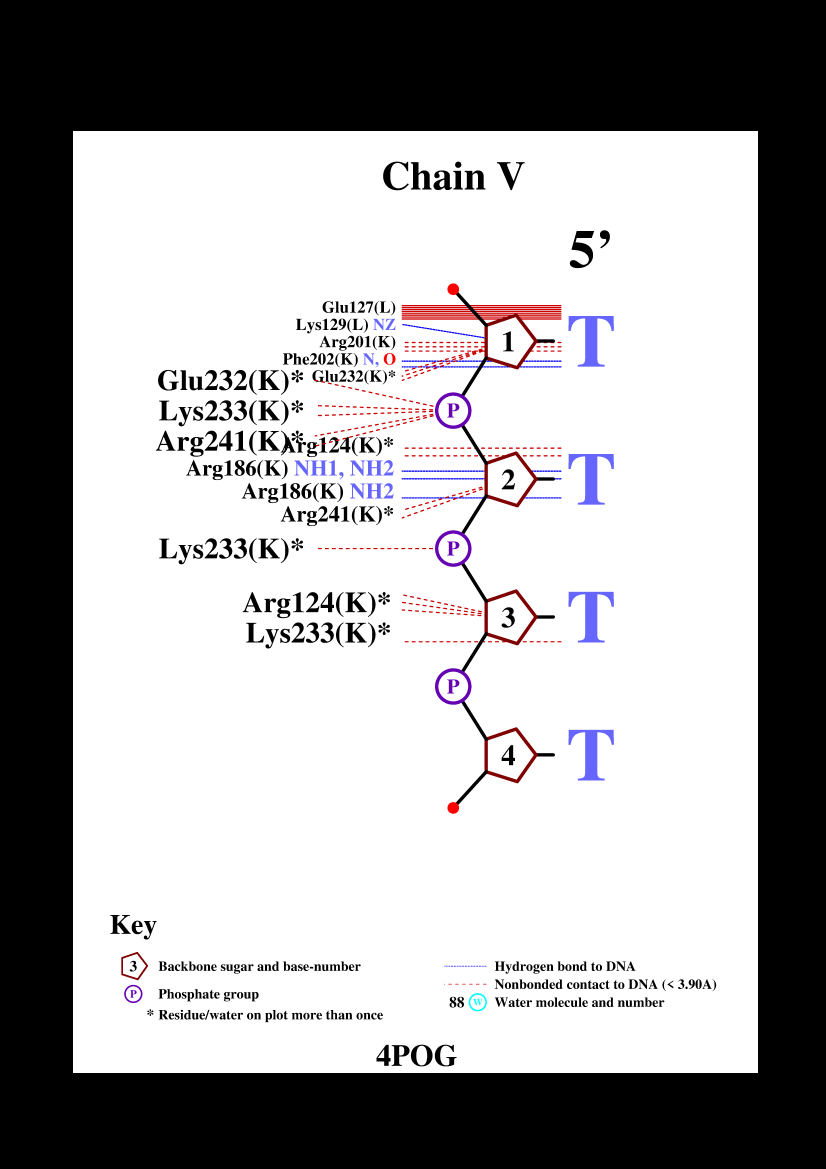 Chain V
5’
Glu127(L)
Lys129(L) NZ
Arg201(K)
1
T
Phe202(K) N, O
Glu232(K)*
Glu232(K)*
Lys233(K)*
P
Arg241(K)*
Arg124(K)*
Arg186(K) NH1, NH2
2
T
Arg186(K) NH2
Arg241(K)*
Lys233(K)*
P
Arg124(K)*
3
T
Lys233(K)*
P
4
T
Key
3 Backbone sugar and base-number
P Phosphate group
* Residue/water on plot more than once
Hydrogen bond to DNA
Nonbonded contact to DNA (< 3.90A)
88 W Water molecule and number
4POG